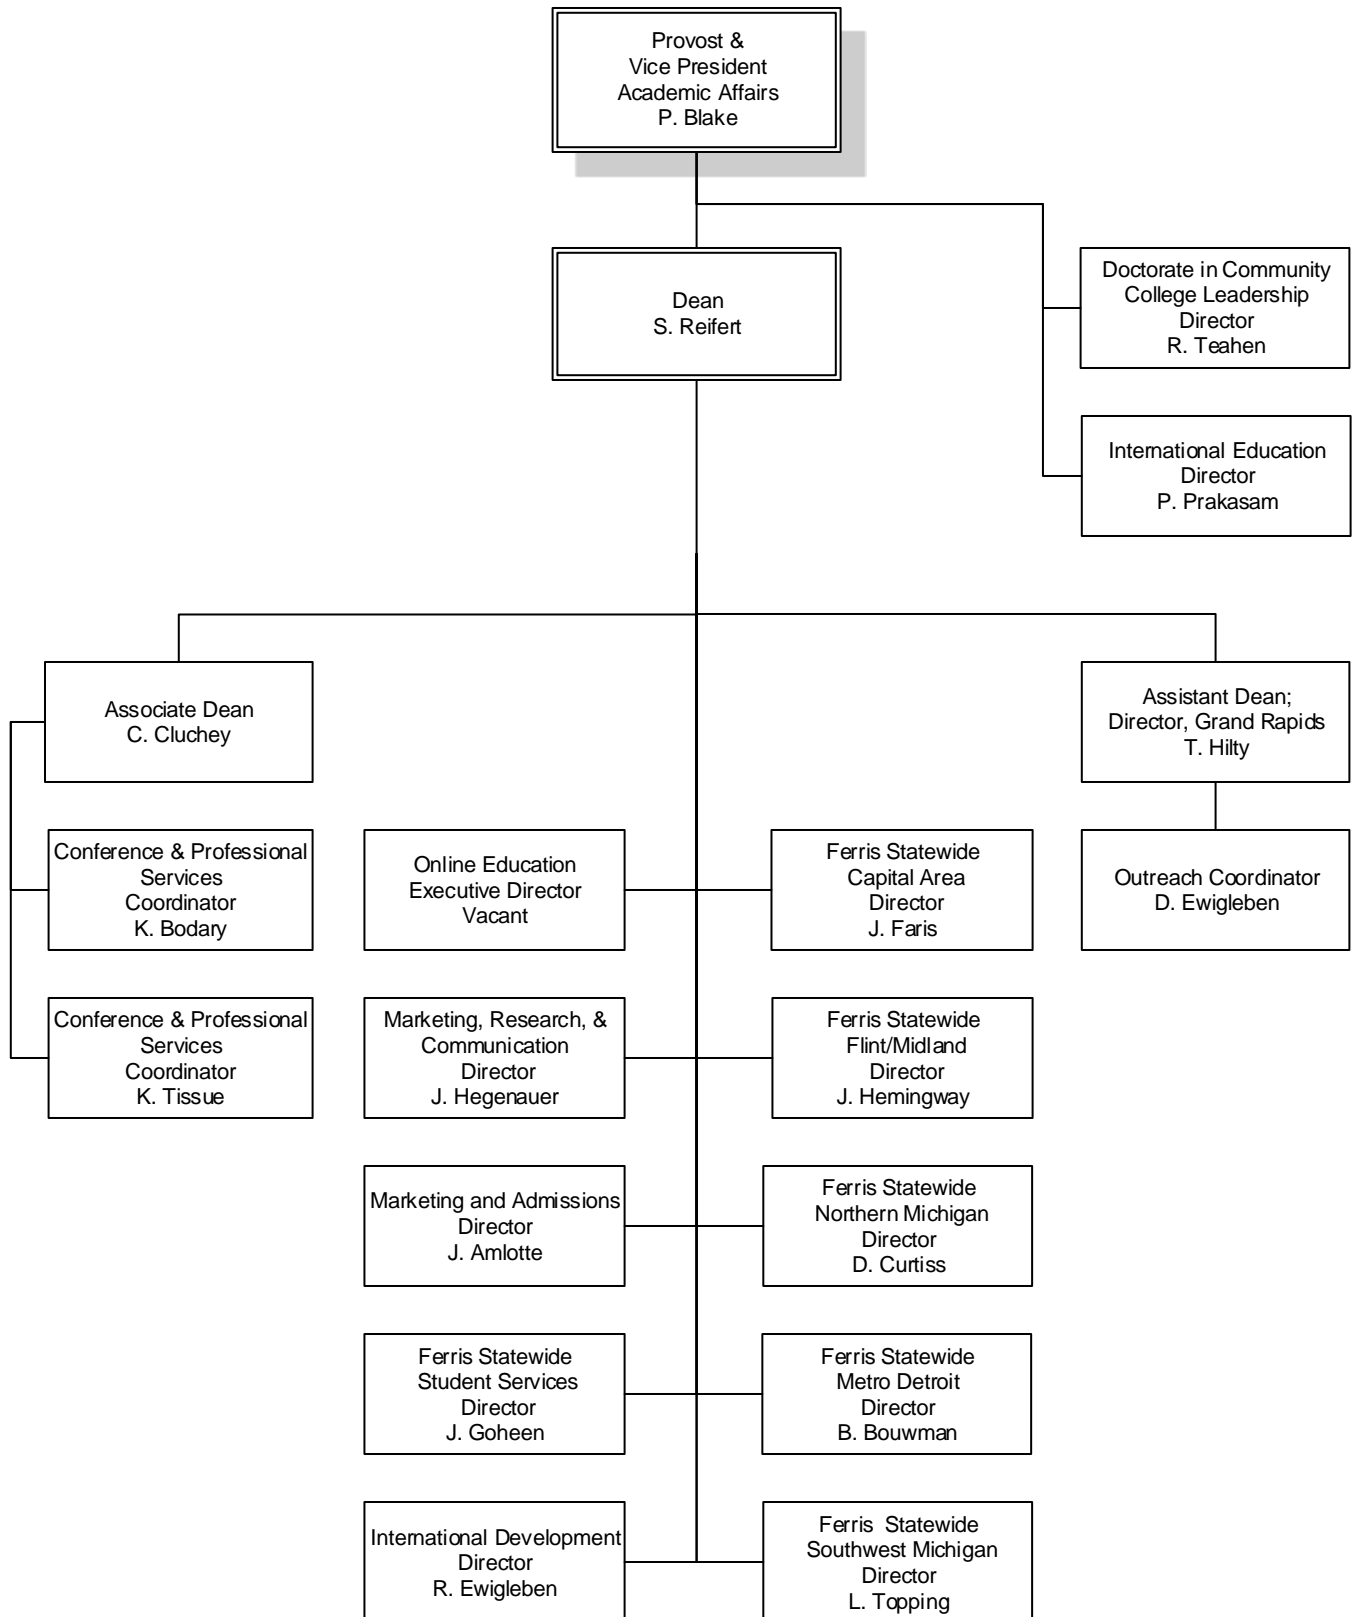 Provost &
Vice President
Academic Affairs
P. Blake
Dean
S. Reifert
Doctorate in Community
College Leadership
Director
R. Teahen
International Education
Director
P. Prakasam
Associate Dean
C. Cluchey
Assistant Dean;
Director, Grand Rapids
T. Hilty
Conference & Professional
Services
Coordinator
K. Bodary
Online Education
Executive Director
Vacant
Ferris Statewide
Capital Area
Director
J. Faris
Outreach Coordinator
D. Ewigleben
Conference & Professional
Services
Coordinator
K. Tissue
Marketing, Research, &
Communication
Director
J. Hegenauer
Ferris Statewide
Flint/Midland
Director
J. Hemingway
Marketing and Admissions
Director
J. Amlotte
Ferris Statewide
Northern Michigan
Director
D. Curtiss
Ferris Statewide
Student Services
Director
J. Goheen
Ferris Statewide
Metro Detroit
Director
B. Bouwman
International Development
Director
R. Ewigleben
Ferris Statewide
Southwest Michigan
Director
L. Topping